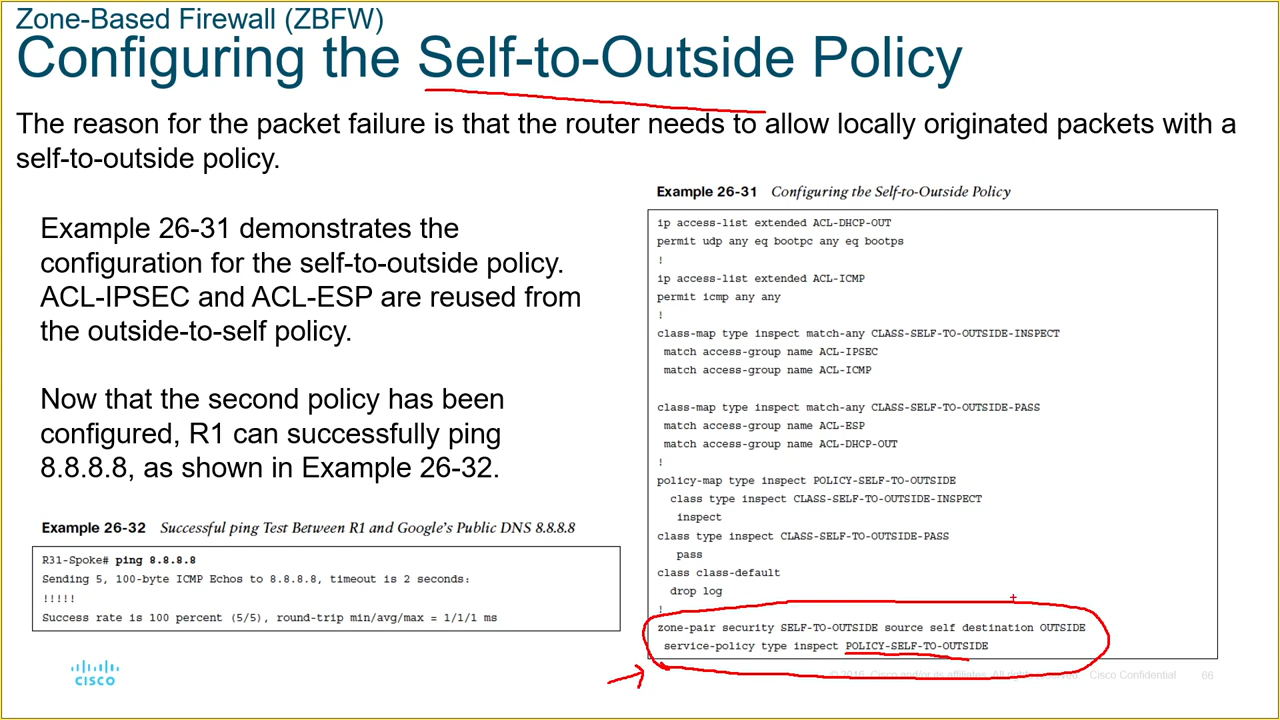 Zone-Based Firewall (ZBFW)
Configuring the Self-to-Outside Policy
The reason for the packet failure is that the router needs to allow locally originated packets with a
self-to-outside policy.
Example 26-31 demonstrates the
configuration for the self-to-outside policy.
ACL-IPSEC and ACL-ESP are reused from
the outside-to-self policy.
Now that the second policy has been
configured, R1 can successfully ping
8.8.8.8, as shown in Example 26-32.
Example 26-32 Successful ping Test Between R1 and Google's Public DNS 8.8.8.8
R31-Spoke# ping 8.8.8.8
Sending 5, 100-byte ICMP Echos to 8.8.8.8, timeout is 2 seconds:
!!!!!
Success rate is 100 percent (5/5), round-trip min/avg/max = 1/1/1 ms
Example 26-31 Configuring the Self-to-Outside Policy
ip access-list extended ACL-DHCP-OUT
permit udp any eq bootpc any eq bootps
!
ip access-list extended ACL-ICMP
permit icmp any any
!
class-map type inspect match-any CLASS-SELF-TO-OUTSIDE-INSPECT
match access-group name ACL-IPSEC
match access-group name ACL-ICMP
class-map type inspect match-any CLASS-SELF-TO-OUTSIDE-PASS
match access-group name ACL-ESP
match access-group name ACL-DHCP-OUT
!
policy-map type inspect POLICY-SELF-TO-OUTSIDE
class type inspect CLASS-SELF-TO-OUTSIDE-INSPECT
inspect
class type inspect CLASS-SELF-TO-OUTSIDE-PASS
pass
class class-default
drop log
!
zone-pair security SELF-TO-OUTSIDE source self destination OUTSIDE
service-policy type inspect POLICY-SELF-TO-OUTSIDE
CISCO
© 2016 Cisco and/or its affiliates. All rights reserved. Cisco Confidential 66